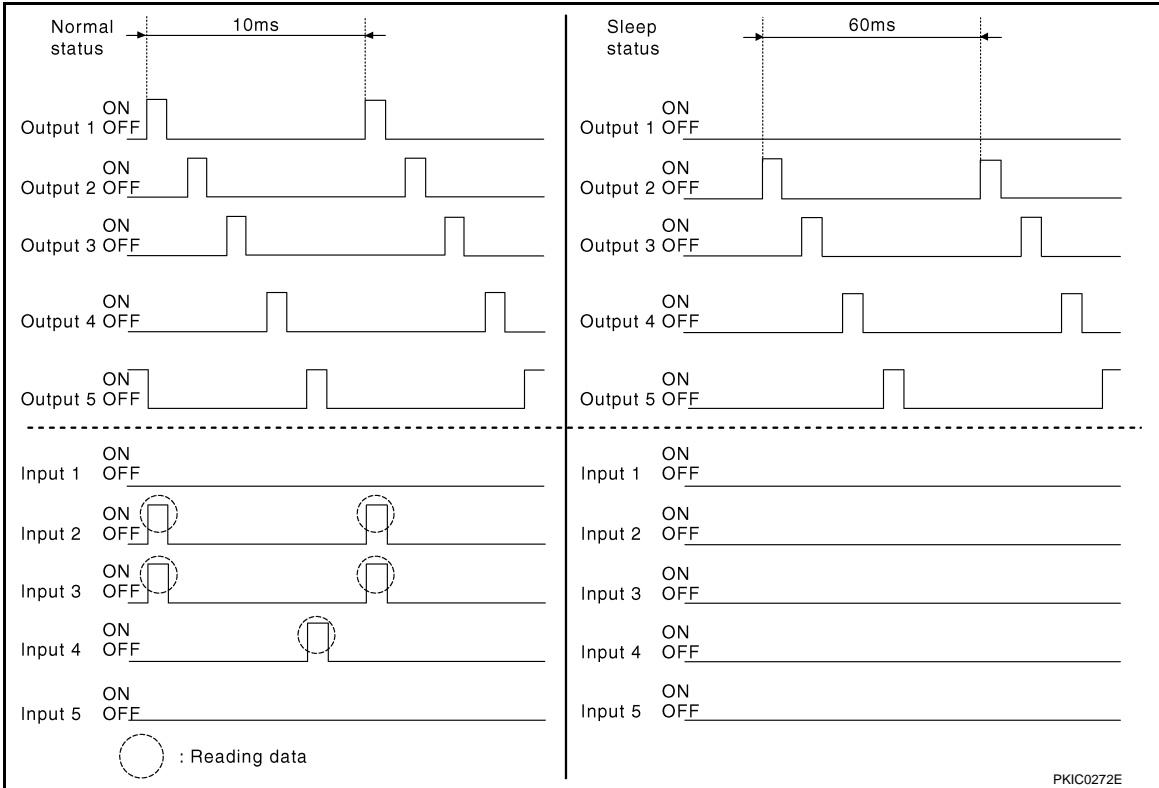 Normal
status
10ms
ON
Output 1 OFF
ON
Output 2 OFF
ON
Output 3 OFF
ON
Output 4 OFF
ON
Output 5 OFF
ON
Input 1 OFF
ON
Input 2 OFF
ON
Input 3 OFF
ON
Input 4 OFF
ON
Input 5 OFF
: Reading data
Sleep
status
60ms
ON
Output 1 OFF
ON
Output 2 OFF
ON
Output 3 OFF
ON
Output 4 OFF
ON
Output 5 OFF
ON
Input 1 OFF
ON
Input 2 OFF
ON
Input 3 OFF
ON
Input 4 OFF
ON
Input 5 OFF
PKIC0272E